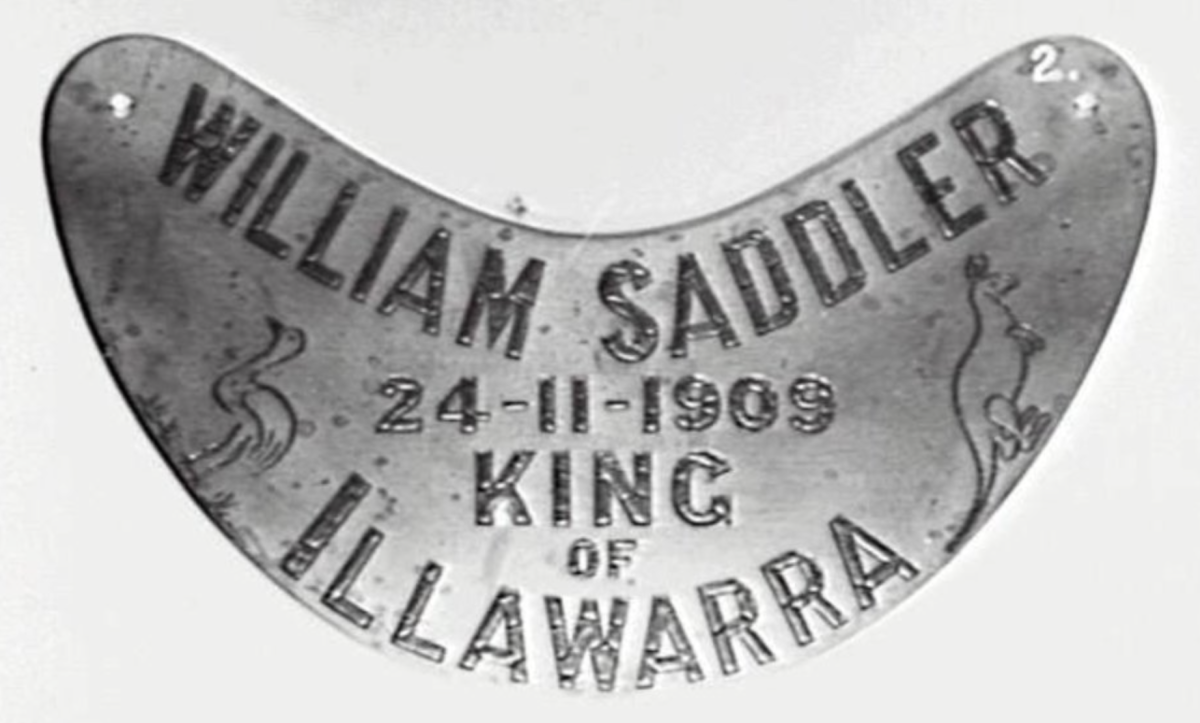 2.
WILLIAM SADDLER
24-11-1909
KING
OF
ILLAWARRA